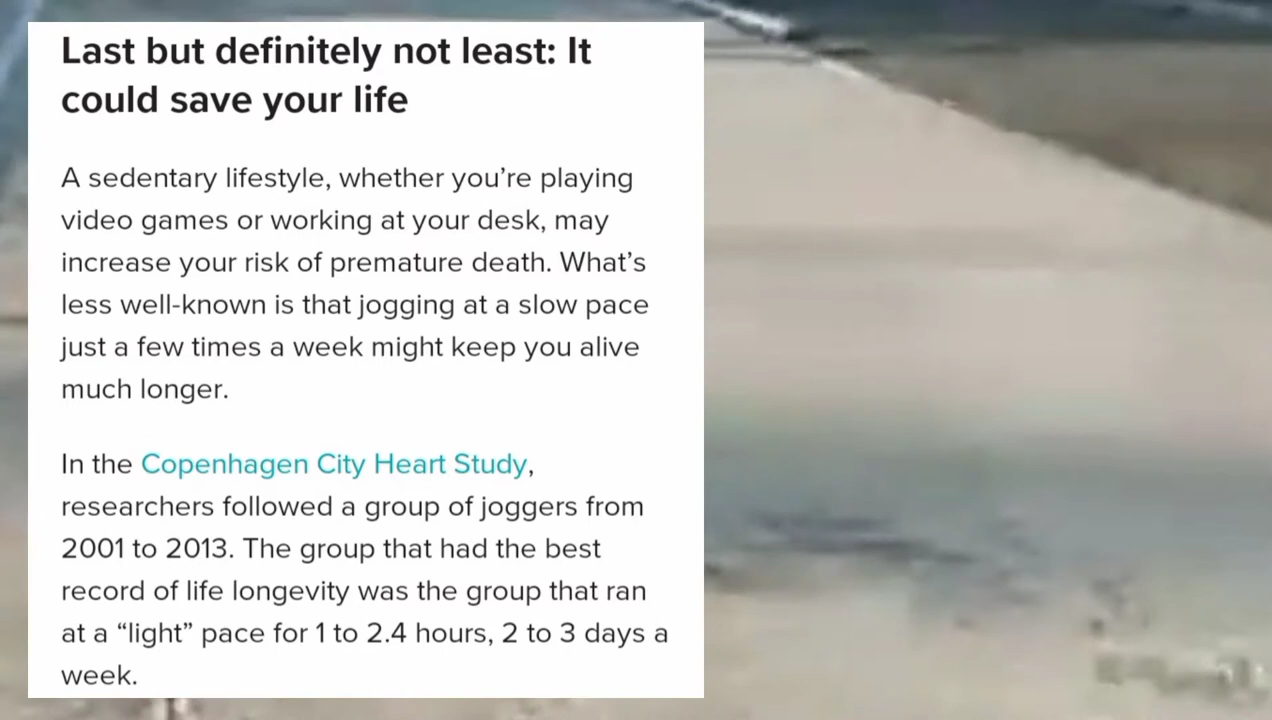 Last but definitely not least: It
could save your life
A sedentary lifestyle, whether you’re playing
video games or working at your desk, may
increase your risk of premature death. What’s
less well-known is that jogging at a slow pace
just a few times a week might keep you alive
much longer.
In the Copenhagen City Heart Study,
researchers followed a group of joggers from
2001 to 2013. The group that had the best
record of life longevity was the group that ran
at a “light” pace for 1 to 2.4 hours, 2 to 3 days a
week.